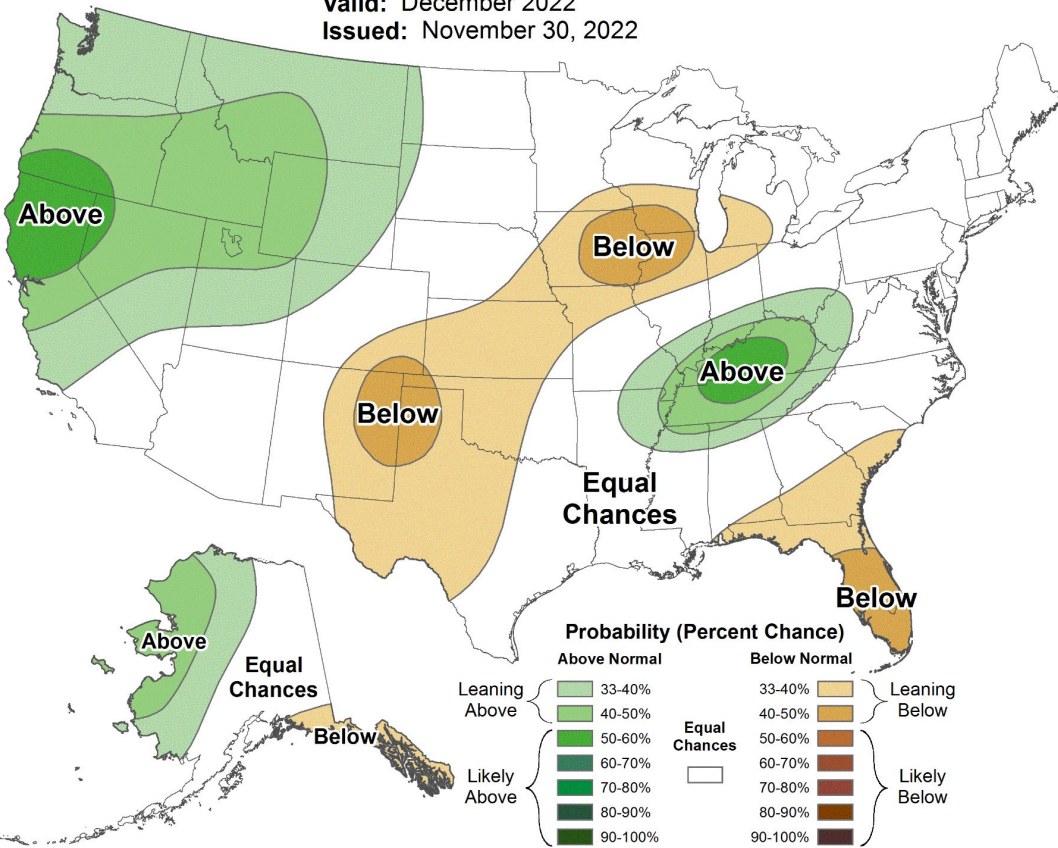 Valid: December 2022
Issued: November 30, 2022
Above
Below
Above
Below
Equal
Chances
Below
Above
Equal
Chances
Below
Probability (Percent Chance)
Above Normal
Below Normal
Leaning
Above
33-40%
40-50%
Likely
Above
50-60%
60-70%
70-80%
80-90%
90-100%
Equal
Chances
33-40%
40-50%
Leaning
Below
50-60%
60-70%
70-80%
80-90%
90-100%
Likely
Below